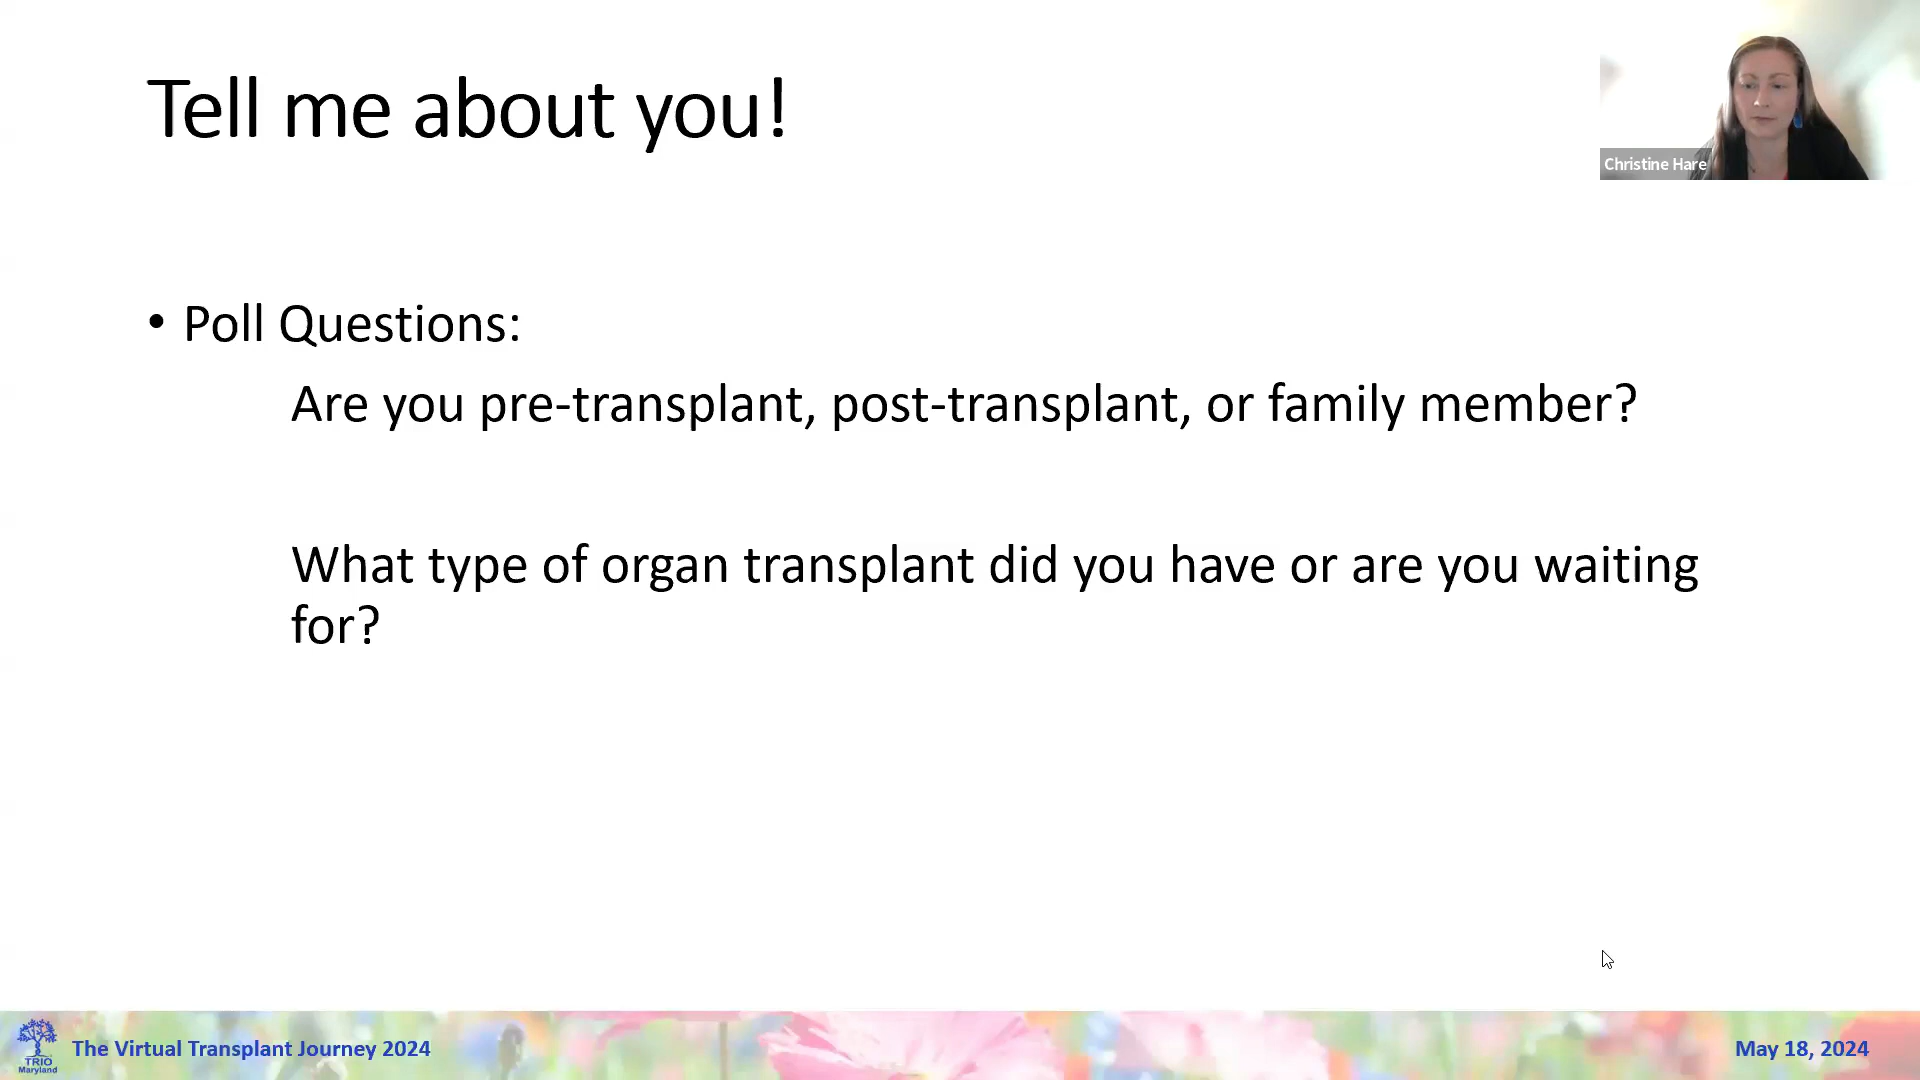 Tell me about you!
Christine Hare
• Poll Questions:
Are you pre-transplant, post-transplant, or family member?
What type of organ transplant did you have or are you waiting
for?
TRIO
Maryland
The Virtual Transplant Journey 2024
May 18, 2024